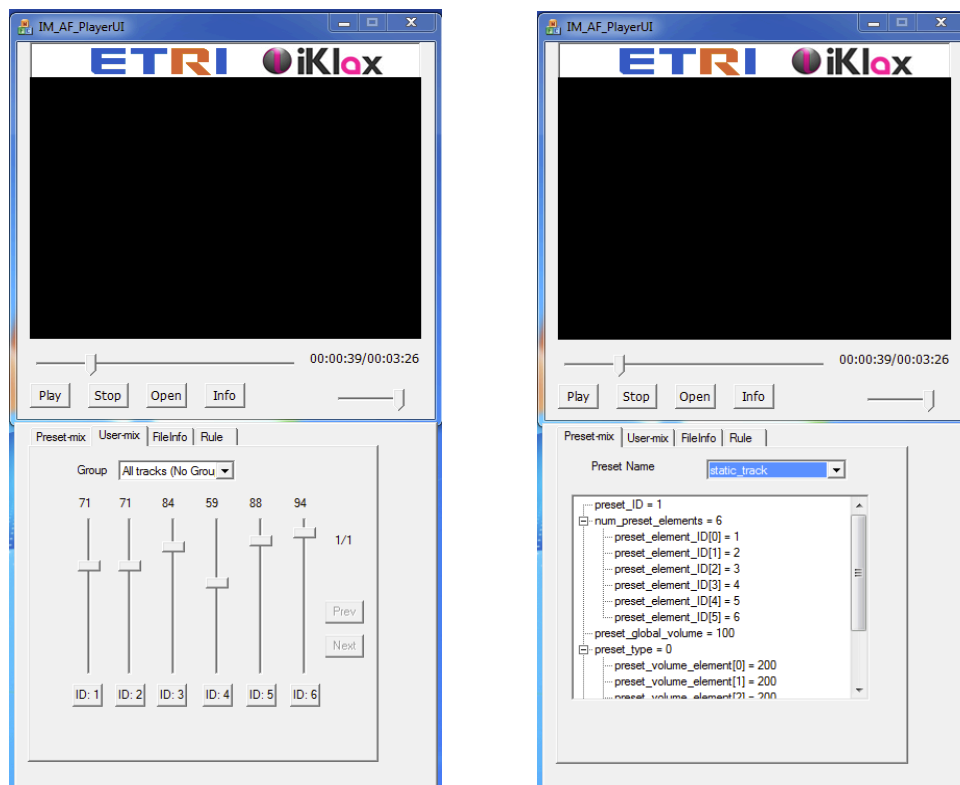 IM_AF_PlayerUI
ETRI iKlax
00:00:39/00:03:26
Play Stop Open Info
Preset-mix User-mix FileInfo Rule
Group All tracks (No Grou
71 71 84 59 88 94
1/1
Prev
Next
ID: 1 ID: 2 ID: 3 ID: 4 ID: 5 ID: 6
IM_AF_PlayerUI
ETRI iKlax
00:00:39/00:03:26
Play Stop Open Info
Preset-mix User-mix FileInfo Rule
Preset Name static_track
preset_ID = 1
num_preset_elements = 6
preset_element_ID[0] = 1
preset_element_ID[1] = 2
preset_element_ID[2] = 3
preset_element_ID[3] = 4
preset_element_ID[4] = 5
preset_element_ID[5] = 6
preset_global_volume = 100
preset_type = 0
preset_volume_element[0] = 200
preset_volume_element[1] = 200
preset_volume_element[2] = 200